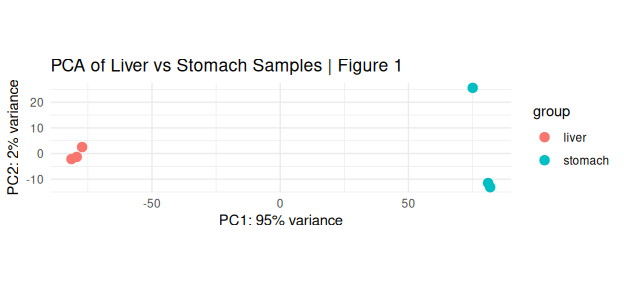 PCA of Liver vs Stomach Samples | Figure 1
PC2: 2% variance
20
10
0
-10
-50
0
50
PC1: 95% variance
group
liver
stomach